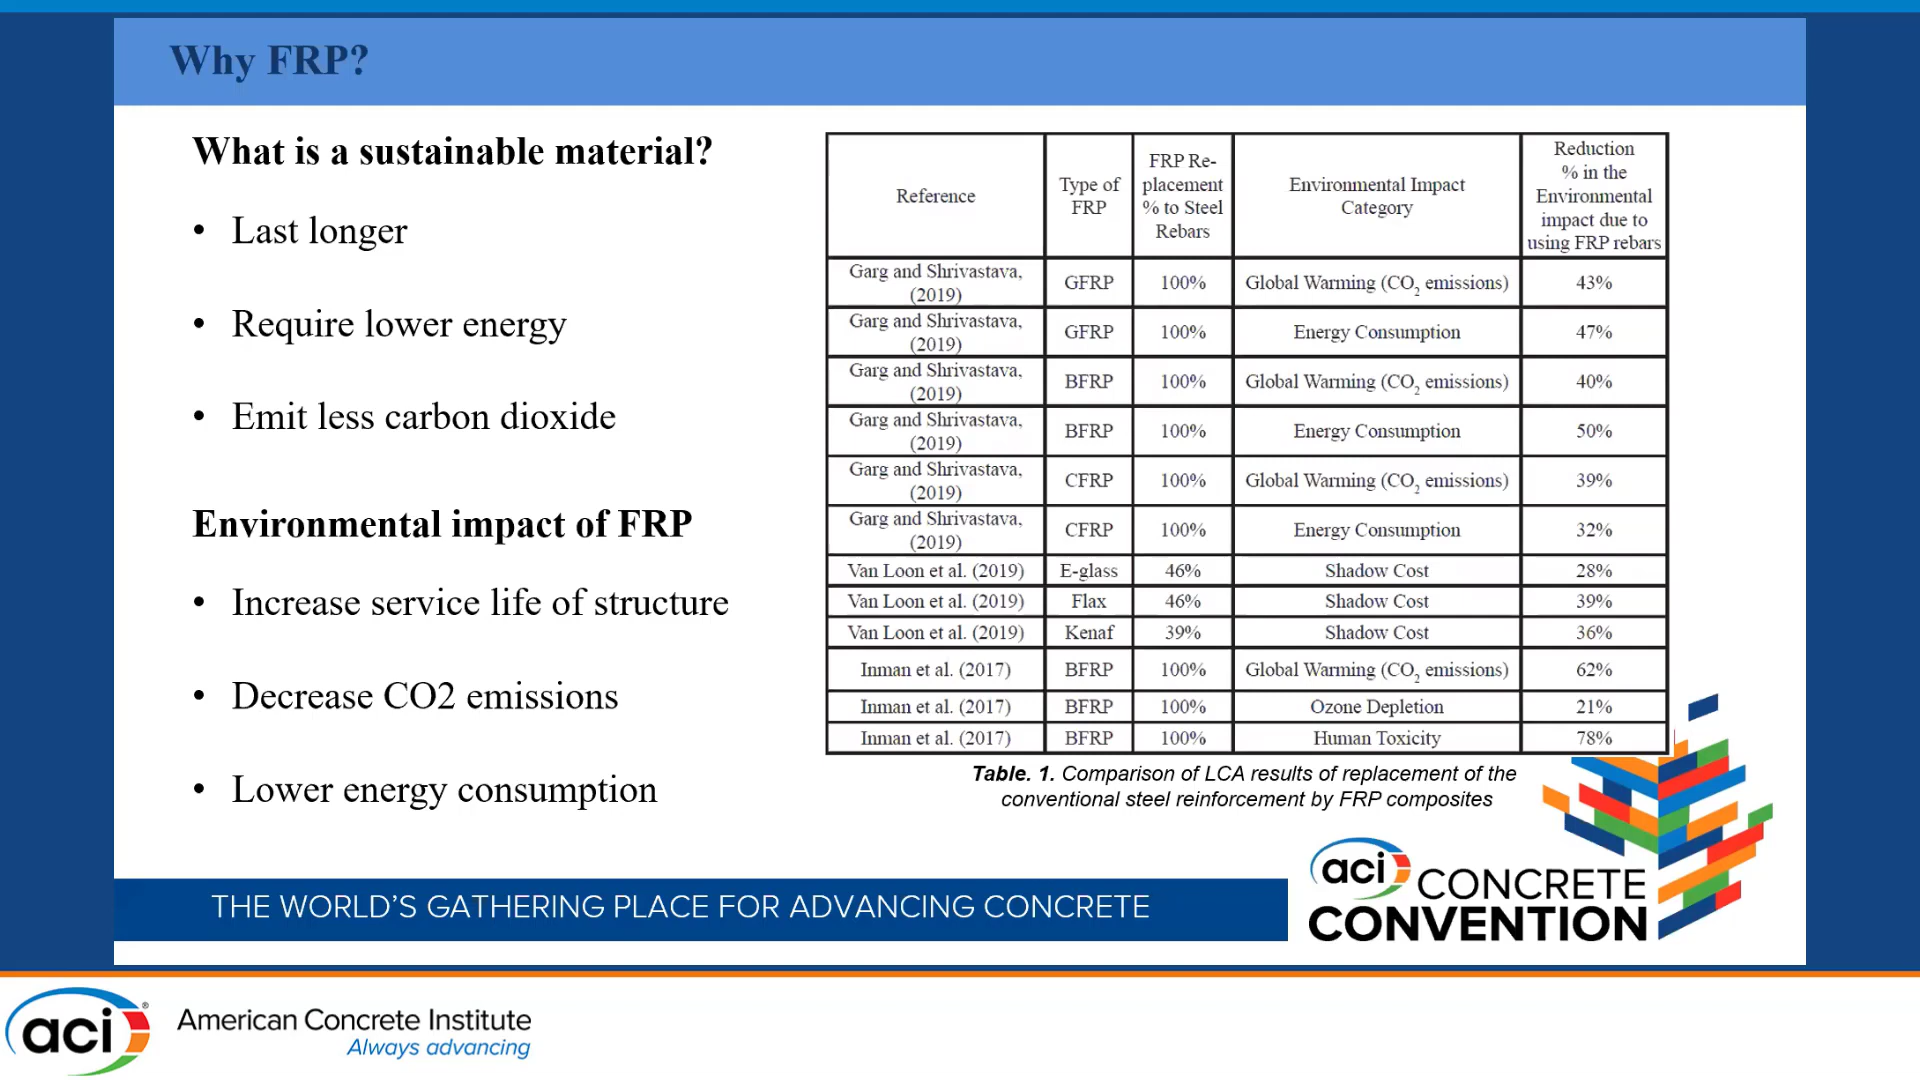 Why FRP?
What is a sustainable material?
• Last longer
• Require lower energy
• Emit less carbon dioxide
Environmental impact of FRP
• Increase service life of structure
• Decrease CO2 emissions
• Lower energy consumption
Reference | Type of FRP | FRP Re-placement % to Steel Rebars | Environmental Impact Category | Reduction % in the Environmental impact due to using FRP rebars
Garg and Shrivastava, (2019) | GFRP | 100% | Global Warming (CO₂ emissions) | 43%
Garg and Shrivastava, (2019) | GFRP | 100% | Energy Consumption | 47%
Garg and Shrivastava, (2019) | BFRP | 100% | Global Warming (CO₂ emissions) | 40%
Garg and Shrivastava, (2019) | BFRP | 100% | Energy Consumption | 50%
Garg and Shrivastava, (2019) | CFRP | 100% | Global Warming (CO₂ emissions) | 39%
Garg and Shrivastava, (2019) | CFRP | 100% | Energy Consumption | 32%
Van Loon et al. (2019) | E-glass | 46% | Shadow Cost | 28%
Van Loon et al. (2019) | Flax | 46% | Shadow Cost | 39%
Van Loon et al. (2019) | Kenaf | 39% | Shadow Cost | 36%
Inman et al. (2017) | BFRP | 100% | Global Warming (CO₂ emissions) | 62%
Inman et al. (2017) | BFRP | 100% | Ozone Depletion | 21%
Inman et al. (2017) | BFRP | 100% | Human Toxicity | 78%
Table. 1. Comparison of LCA results of replacement of the
conventional steel reinforcement by FRP composites
THE WORLD'S GATHERING PLACE FOR ADVANCING CONCRETE
aci CONCRETE
CONVENTION
aci ® American Concrete Institute
Always advancing